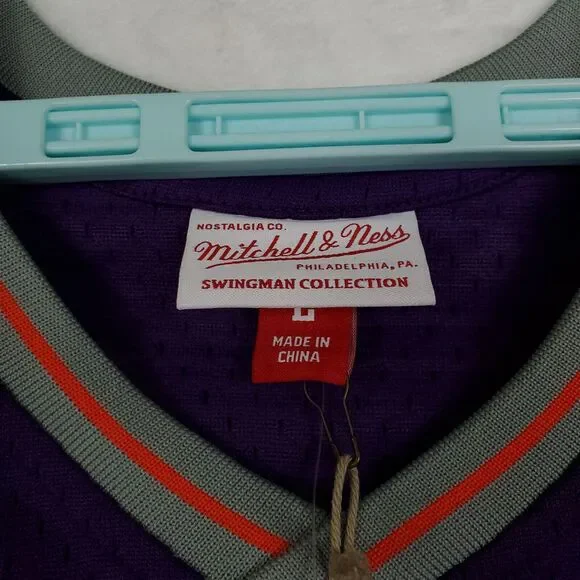 NOSTALGIA CO.
Mitchell & Ness
PHILADELPHIA, PA.
SWINGMAN COLLECTION
L
MADE IN
CHINA